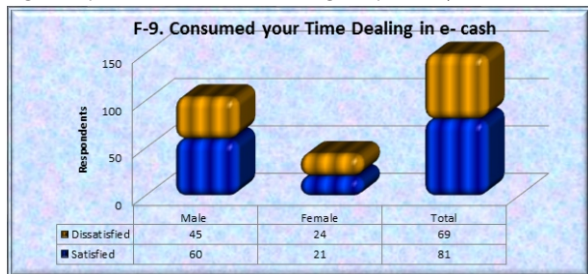 F-9. Consumed your Time Dealing in e- cash
150
100
50
0
Respondents
Male Female Total
Dissatisfied 45 24 69
Satisfied 60 21 81